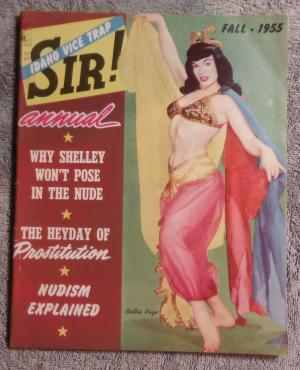 IDAHO VICE TRAP
SIR!
FALL • 1955
annual
WHY SHELLEY
WON'T POSE
IN THE NUDE
THE HEYDAY OF
Prostitution
NUDISM
EXPLAINED
Bettie Page